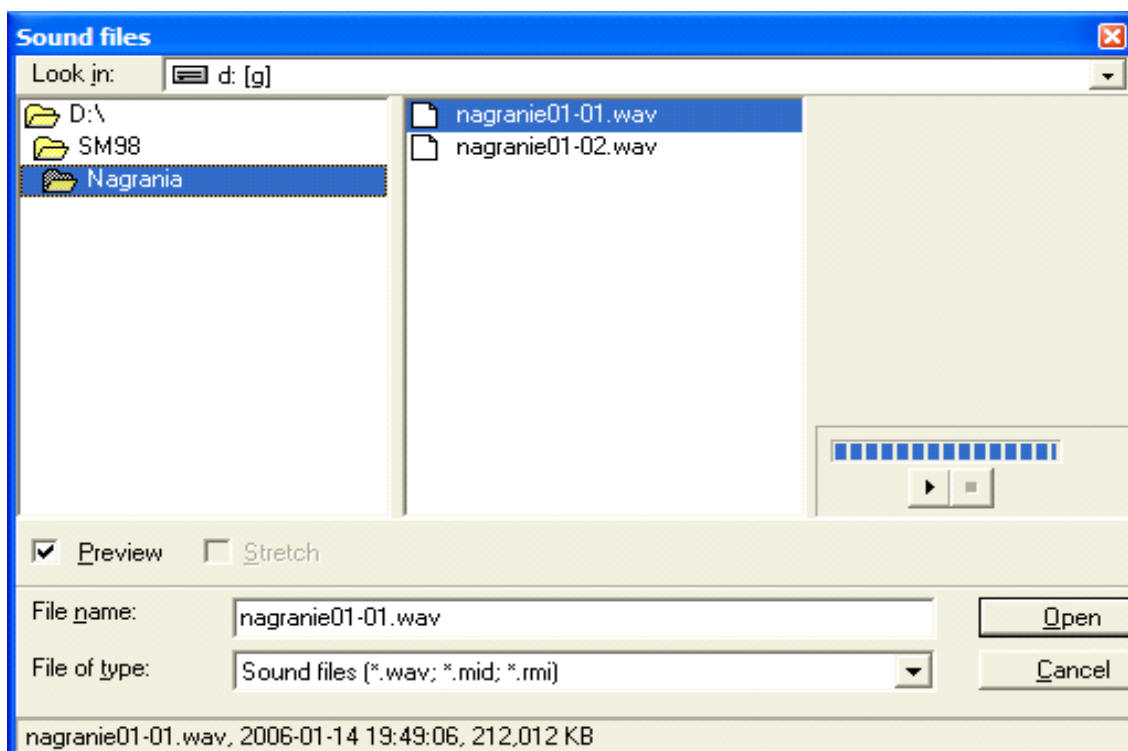 Sound files
Look in: d: [g]
D:\
SM98
Nagrania
nagranie01-01.wav
nagranie01-02.wav
Preview Stretch
File name: nagranie01-01.wav Open
File of type: Sound files (*.wav; *.mid; *.rmi) Cancel
nagranie01-01.wav, 2006-01-14 19:49:06, 212,012 KB